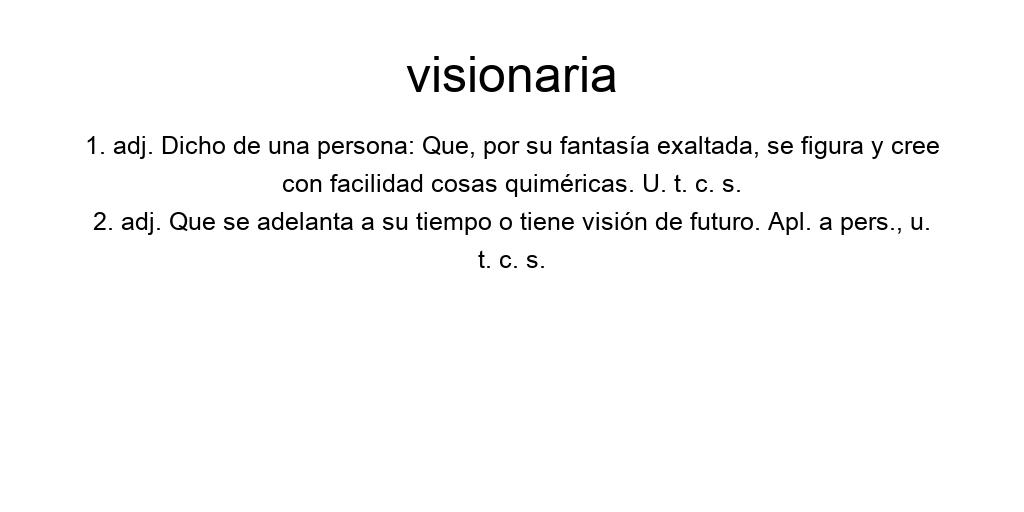 visionaria
1. adj. Dicho de una persona: Que, por su fantasía exaltada, se figura y cree
con facilidad cosas quiméricas. U. t. c. s.
2. adj. Que se adelanta a su tiempo o tiene visión de futuro. Apl. a pers., u.
t. c. s.